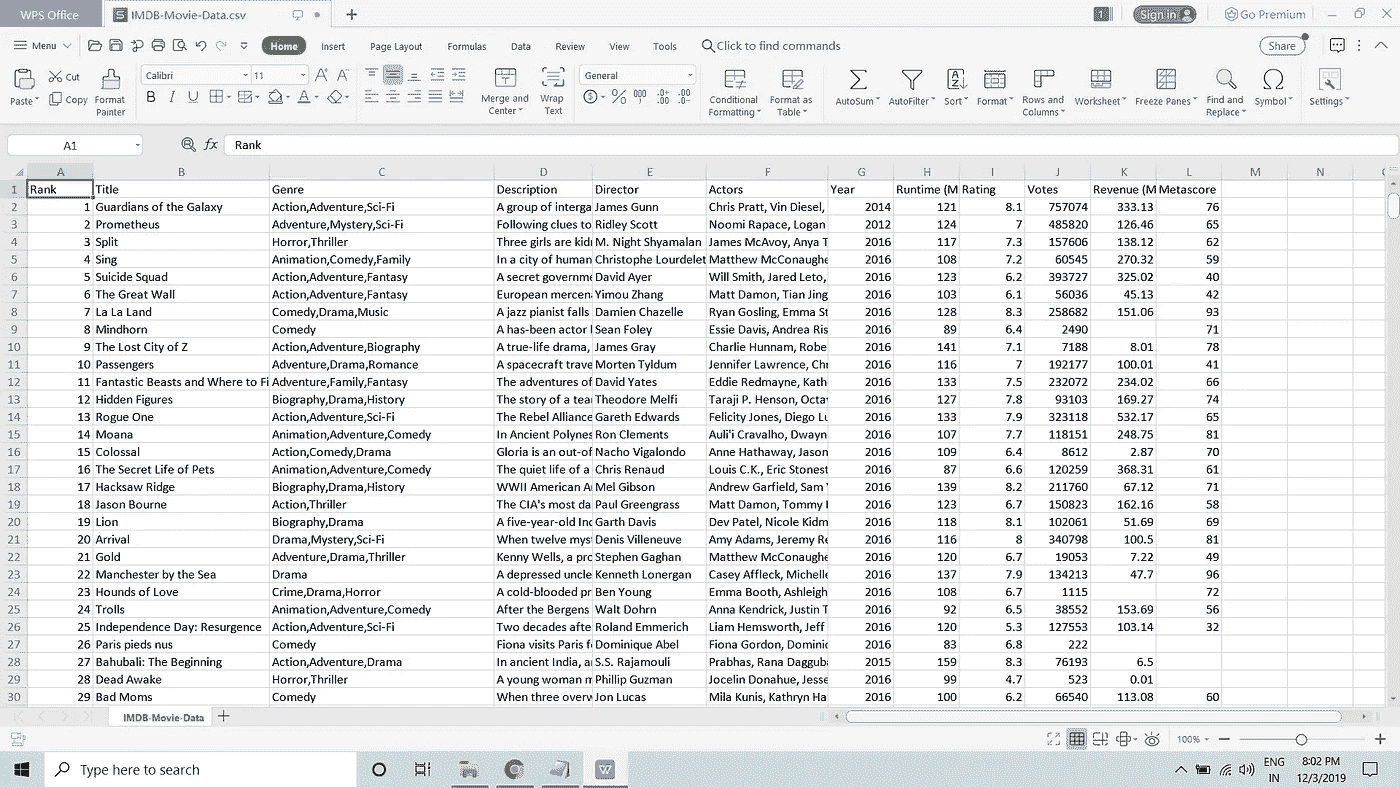 WPS Office IMDB-Movie-Data.csv + 1 Sign in Go Premium
Menu Home Insert Page Layout Formulas Data Review View Tools Click to find commands Share
Paste Cut Copy Format Painter Calibri 11 General Merge and Center Wrap Text Conditional Formatting Format as Table AutoSum AutoFilter Sort Format Rows and Columns Worksheet Freeze Panes Find and Replace Symbol Settings
A1 fx Rank
A B C D E F G H I J K L M N
1 Rank Title Genre Description Director Actors Year Runtime (M Rating Votes Revenue (M Metascore
2 1 Guardians of the Galaxy Action,Adventure,Sci-Fi A group of interga James Gunn Chris Pratt, Vin Diesel, 2014 121 8.1 757074 333.13 76
3 2 Prometheus Adventure,Mystery,Sci-Fi Following clues to Ridley Scott Noomi Rapace, Logan 2012 124 7 485820 126.46 65
4 3 Split Horror,Thriller Three girls are kid M. Night Shyamalan James McAvoy, Anya T 2016 117 7.3 157606 138.12 62
5 4 Sing Animation,Comedy,Family In a city of human Christophe Lourdelet Matthew McConaughe 2016 108 7.2 60545 270.32 59
6 5 Suicide Squad Action,Adventure,Fantasy A secret governme David Ayer Will Smith, Jared Leto, 2016 123 6.2 393727 325.02 40
7 6 The Great Wall Action,Adventure,Fantasy European mercen Yimou Zhang Matt Damon, Tian Jing 2016 103 6.1 56036 45.13 42
8 7 La La Land Comedy,Drama,Music A jazz pianist falls Damien Chazelle Ryan Gosling, Emma St 2016 128 8.3 258682 151.06 93
9 8 Mindhorn Comedy A has-been actor Sean Foley Essie Davis, Andrea Ris 2016 89 6.4 2490 71
10 9 The Lost City of Z Action,Adventure,Biography A true-life drama, James Gray Charlie Hunnam, Robe 2016 141 7.1 7188 8.01 78
11 10 Passengers Adventure,Drama,Romance A spacecraft trave Morten Tyldum Jennifer Lawrence, Chr 2016 116 7 192177 100.01 41
12 11 Fantastic Beasts and Where to Fi Adventure,Family,Fantasy The adventures of David Yates Eddie Redmayne, Kath 2016 133 7.5 232072 234.02 66
13 12 Hidden Figures Biography,Drama,History The story of a tea Theodore Melfi Taraji P. Henson, Octav 2016 127 7.8 93103 169.27 74
14 13 Rogue One Action,Adventure,Sci-Fi The Rebel Alliance Gareth Edwards Felicity Jones, Diego Lu 2016 133 7.9 323118 532.17 65
15 14 Moana Animation,Adventure,Comedy In Ancient Polynes Ron Clements Auli'i Cravalho, Dwayn 2016 107 7.7 118151 248.75 81
16 15 Colossal Action,Comedy,Drama Gloria is an out-of Nacho Vigalondo Anne Hathaway, Jason 2016 109 6.4 8612 2.87 70
17 16 The Secret Life of Pets Animation,Adventure,Comedy The quiet life of a Chris Renaud Louis C.K., Eric Stonest 2016 87 6.6 120259 368.31 61
18 17 Hacksaw Ridge Biography,Drama,History WWII American A Mel Gibson Andrew Garfield, Sam 2016 139 8.2 211760 67.12 71
19 18 Jason Bourne Action,Thriller The CIA's most da Paul Greengrass Matt Damon, Tommy 2016 123 6.7 150823 162.16 58
20 19 Lion Biography,Drama A five-year-old Ind Garth Davis Dev Patel, Nicole Kidm 2016 118 8.1 102061 51.69 69
21 20 Arrival Drama,Mystery,Sci-Fi When twelve mys Denis Villeneuve Amy Adams, Jeremy Re 2016 116 8 340798 100.5 81
22 21 Gold Adventure,Drama,Thriller Kenny Wells, a pro Stephen Gaghan Matthew McConaughe 2016 120 6.7 19053 7.22 49
23 22 Manchester by the Sea Drama A depressed uncle Kenneth Lonergan Casey Affleck, Michelle 2016 137 7.9 134213 47.7 96
24 23 Hounds of Love Crime,Drama,Horror A cold-blooded pr Ben Young Emma Booth, Ashleigh 2016 108 6.7 1115 72
25 24 Trolls Animation,Adventure,Comedy After the Bergens Walt Dohrn Anna Kendrick, Justin T 2016 92 6.5 38552 153.69 56
26 25 Independence Day: Resurgence Action,Adventure,Sci-Fi Two decades afte Roland Emmerich Liam Hemsworth, Jeff 2016 120 5.3 127553 103.14 32
27 26 Paris pieds nus Comedy Fiona visits Paris f Dominique Abel Fiona Gordon, Dominic 2016 83 6.8 222
28 27 Bahubali: The Beginning Action,Adventure,Drama In ancient India, a S.S. Rajamouli Prabhas, Rana Daggub 2015 159 8.3 76193 6.5
29 28 Dead Awake Horror,Thriller A young woman m Phillip Guzman Jocelin Donahue, Jesse 2016 99 4.7 523 0.01
30 29 Bad Moms Comedy When three overw Jon Lucas Mila Kunis, Kathryn Ha 2016 100 6.2 66540 113.08 60
IMDB-Movie-Data +
100%
Type here to search ENG IN 8:02 PM 12/3/2019